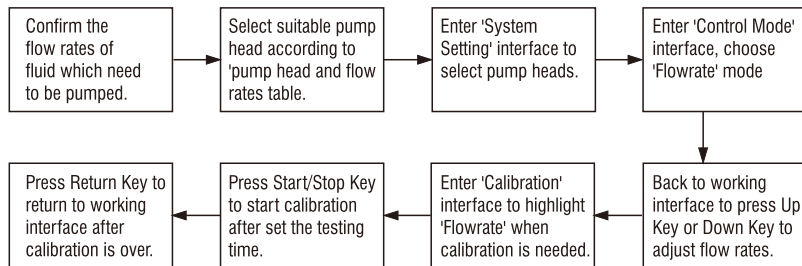 Confirm the
flow rates of
fluid which need
to be pumped.
Select suitable pump
head according to
'pump head and flow
rates table.
Enter 'System
Setting' interface to
select pump heads.
Enter 'Control Mode'
interface, choose
'Flowrate' mode
Back to working
interface to press Up
Key or Down Key to
adjust flow rates.
Enter 'Calibration'
interface to highlight
'Flowrate' when
calibration is needed.
Press Start/Stop Key
to start calibration
after set the testing
time.
Press Return Key to
return to working
interface after
calibration is over.